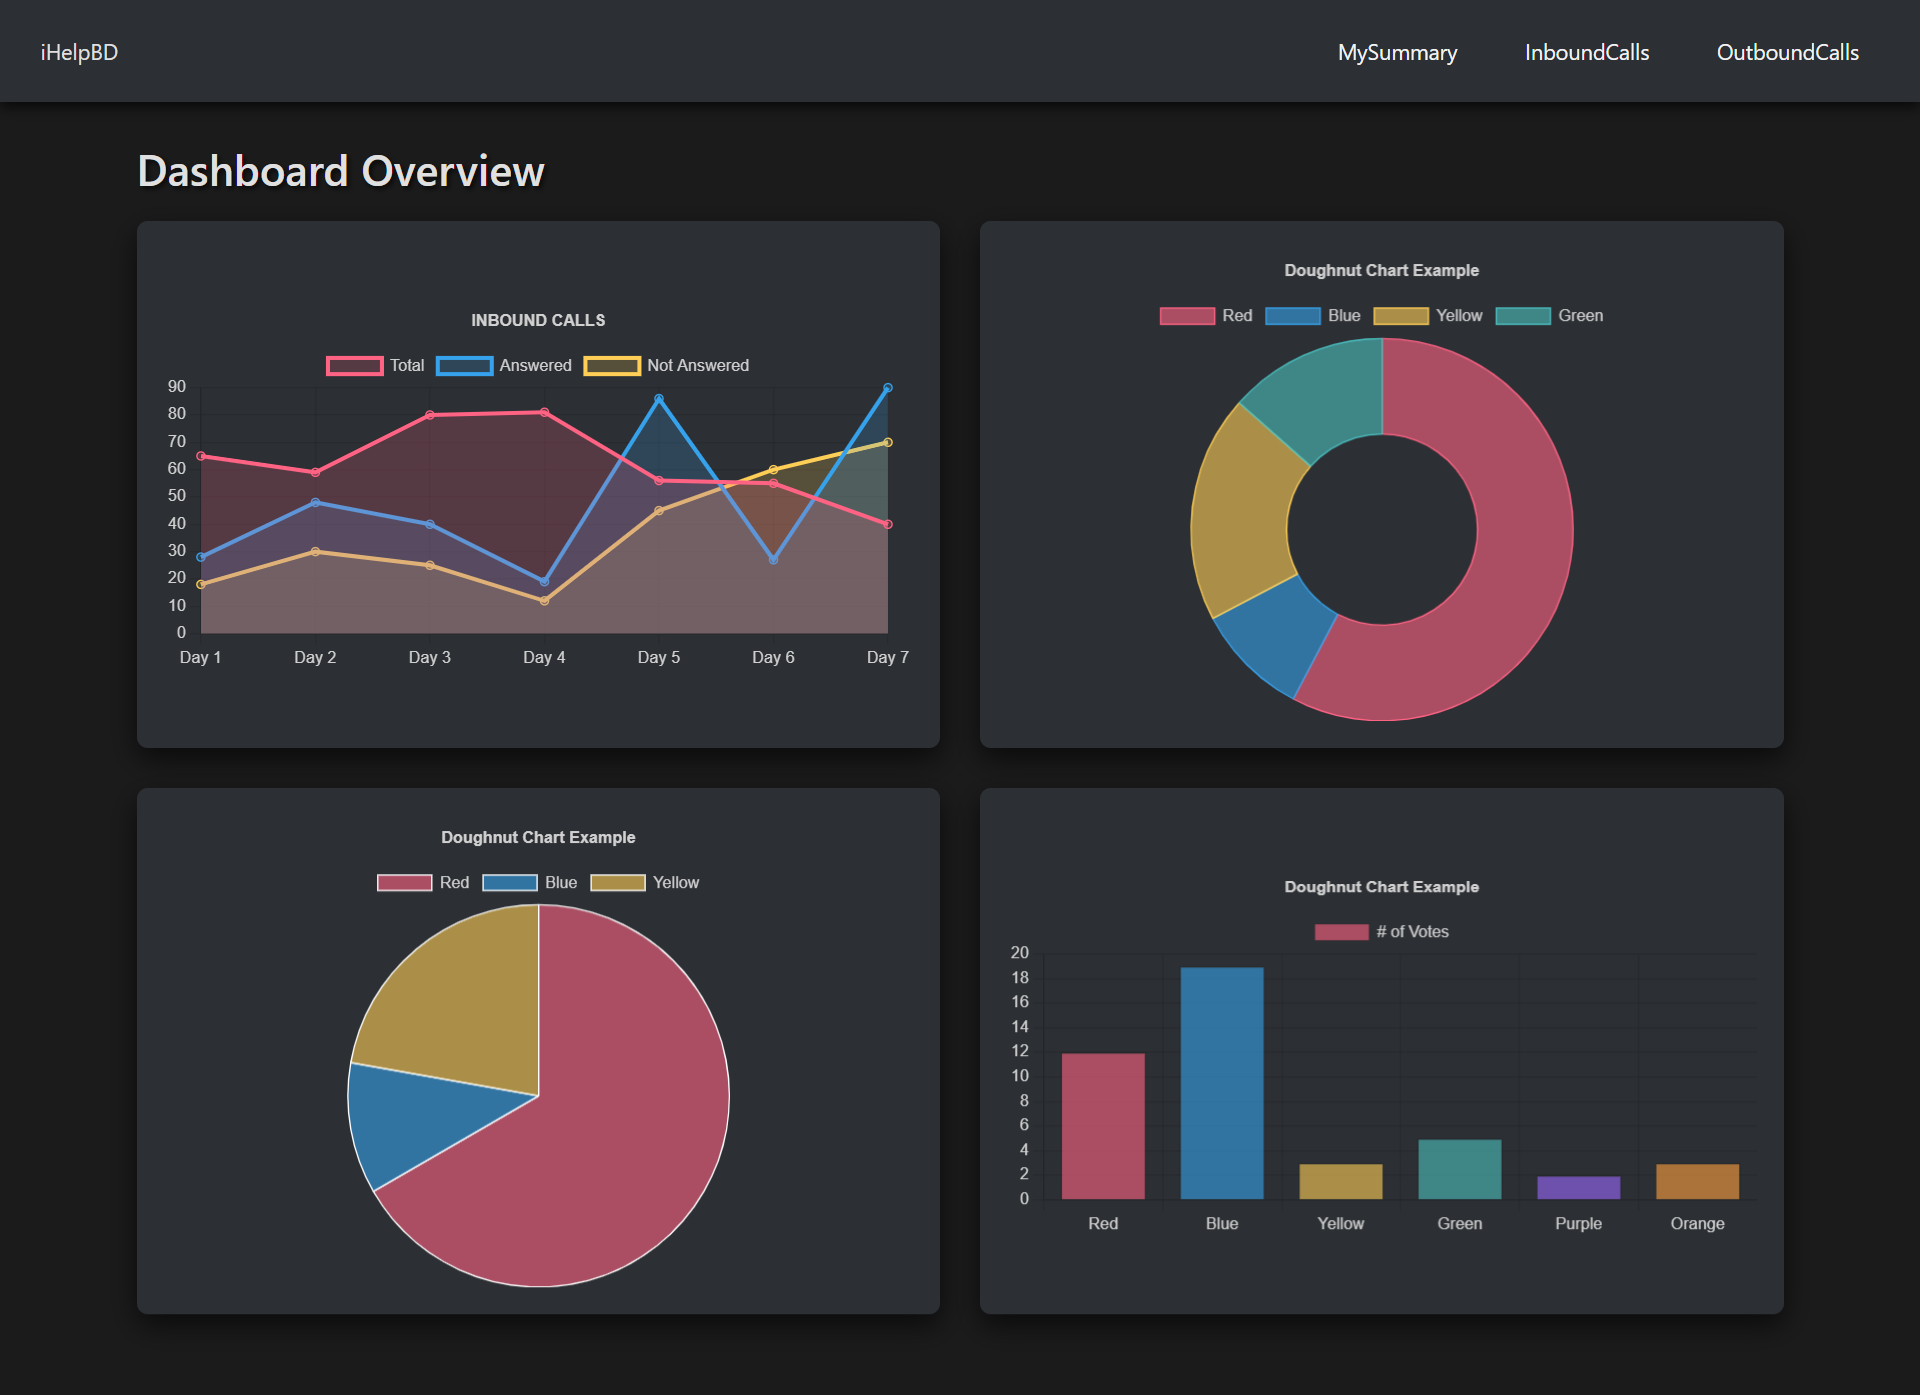 iHelpBD
MySummary InboundCalls OutboundCalls
Dashboard Overview
INBOUND CALLS
Total Answered Not Answered
90
80
70
60
50
40
30
20
10
0
Day 1 Day 2 Day 3 Day 4 Day 5 Day 6 Day 7
Doughnut Chart Example
Red Blue Yellow Green
Doughnut Chart Example
Red Blue Yellow
Doughnut Chart Example
# of Votes
20
18
16
14
12
10
8
6
4
2
0
Red Blue Yellow Green Purple Orange